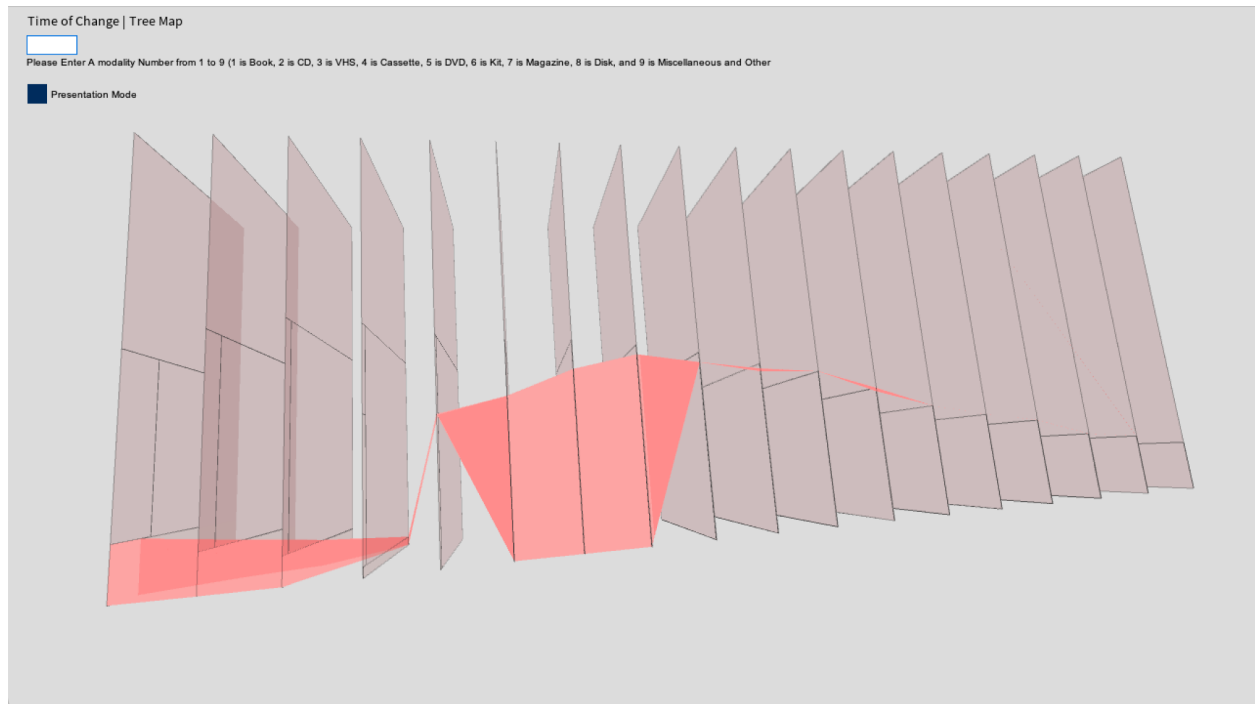 Time of Change | Tree Map
Please Enter A modality Number from 1 to 9 (1 is Book, 2 is CD, 3 is VHS, 4 is Cassette, 5 is DVD, 6 is Kit, 7 is Magazine, 8 is Disk, and 9 is Miscellaneous and Other
Presentation Mode